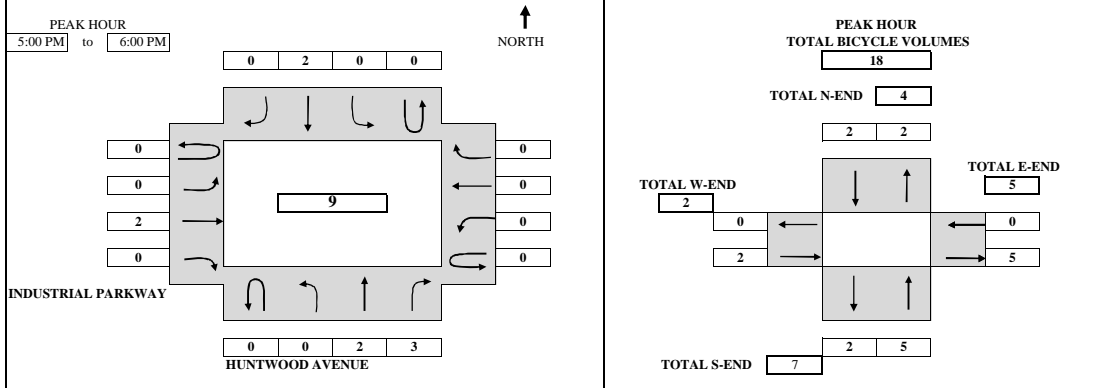 PEAK HOUR
5:00 PM to 6:00 PM
NORTH
0 2 0 0
0
0
2
0
9
0
0
0
0
INDUSTRIAL PARKWAY
0 0 2 3
HUNTWOOD AVENUE
PEAK HOUR
TOTAL BICYCLE VOLUMES
18
TOTAL N-END 4
2 2
TOTAL E-END
5
TOTAL W-END
2
0 0
2 5
2 5
TOTAL S-END 7